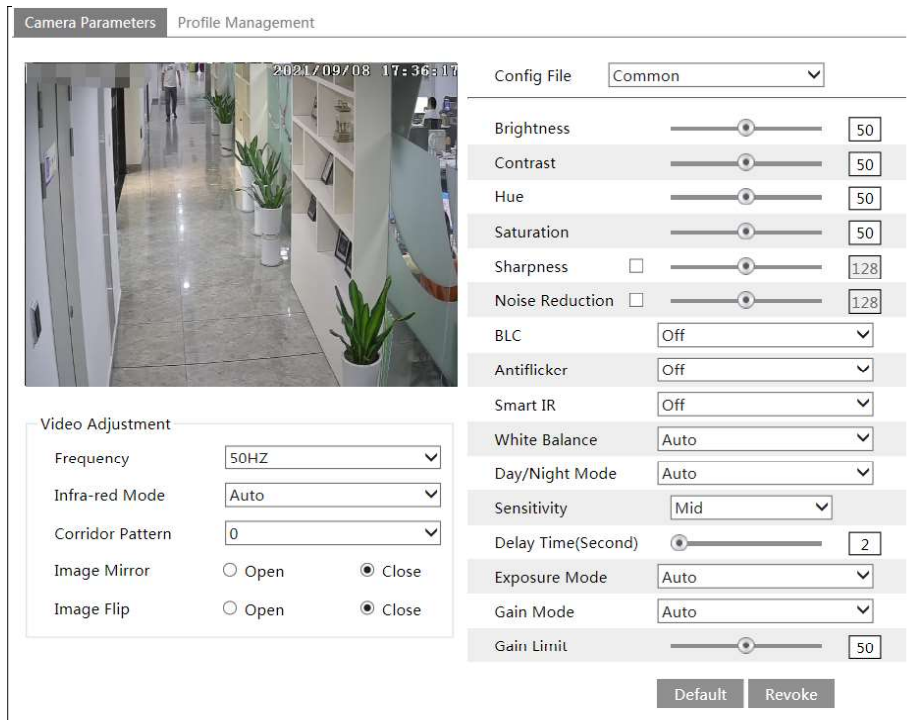 Camera Parameters Profile Management
2021/09/08 17:36:17
Config File Common
Brightness 50
Contrast 50
Hue 50
Saturation 50
Sharpness 128
Noise Reduction 128
BLC Off
Antiflicker Off
Smart IR Off
White Balance Auto
Day/Night Mode Auto
Sensitivity Mid
Delay Time(Second) 2
Exposure Mode Auto
Gain Mode Auto
Gain Limit 50
Default Revoke
Video Adjustment
Frequency 50HZ
Infra-red Mode Auto
Corridor Pattern 0
Image Mirror Open Close
Image Flip Open Close